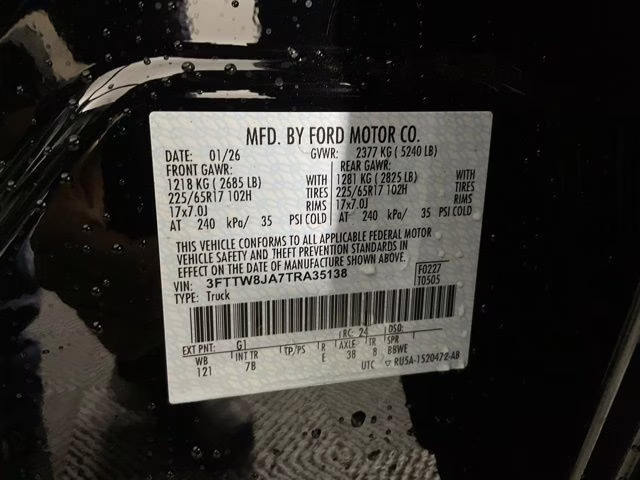 MFD. BY FORD MOTOR CO.
DATE: 01/26 GVWR: 2377 KG ( 5240 LB)
FRONT GAWR: REAR GAWR:
1218 KG ( 2685 LB) WITH 1281 KG ( 2825 LB) WITH
225/65R17 102H TIRES 225/65R17 102H TIRES
17x7.0J RIMS 17x7.0J RIMS
AT 240 kPa/ 35 PSI COLD AT 240 kPa/ 35 PSI COLD
THIS VEHICLE CONFORMS TO ALL APPLICABLE FEDERAL MOTOR
VEHICLE SAFETY AND THEFT PREVENTION STANDARDS IN
EFFECT ON THE DATE OF MANUFACTURE SHOWN ABOVE.
VIN: 3FTTW8JA7TRA35138 F0227
TYPE: Truck T0505
EXT PNT: G1 RC: 24 DSO:
WB INT TR TP/PS R AXLE TR SPR
121 7B E 38 8 BBWE
UTC ▽ RU5A-1520472-AB